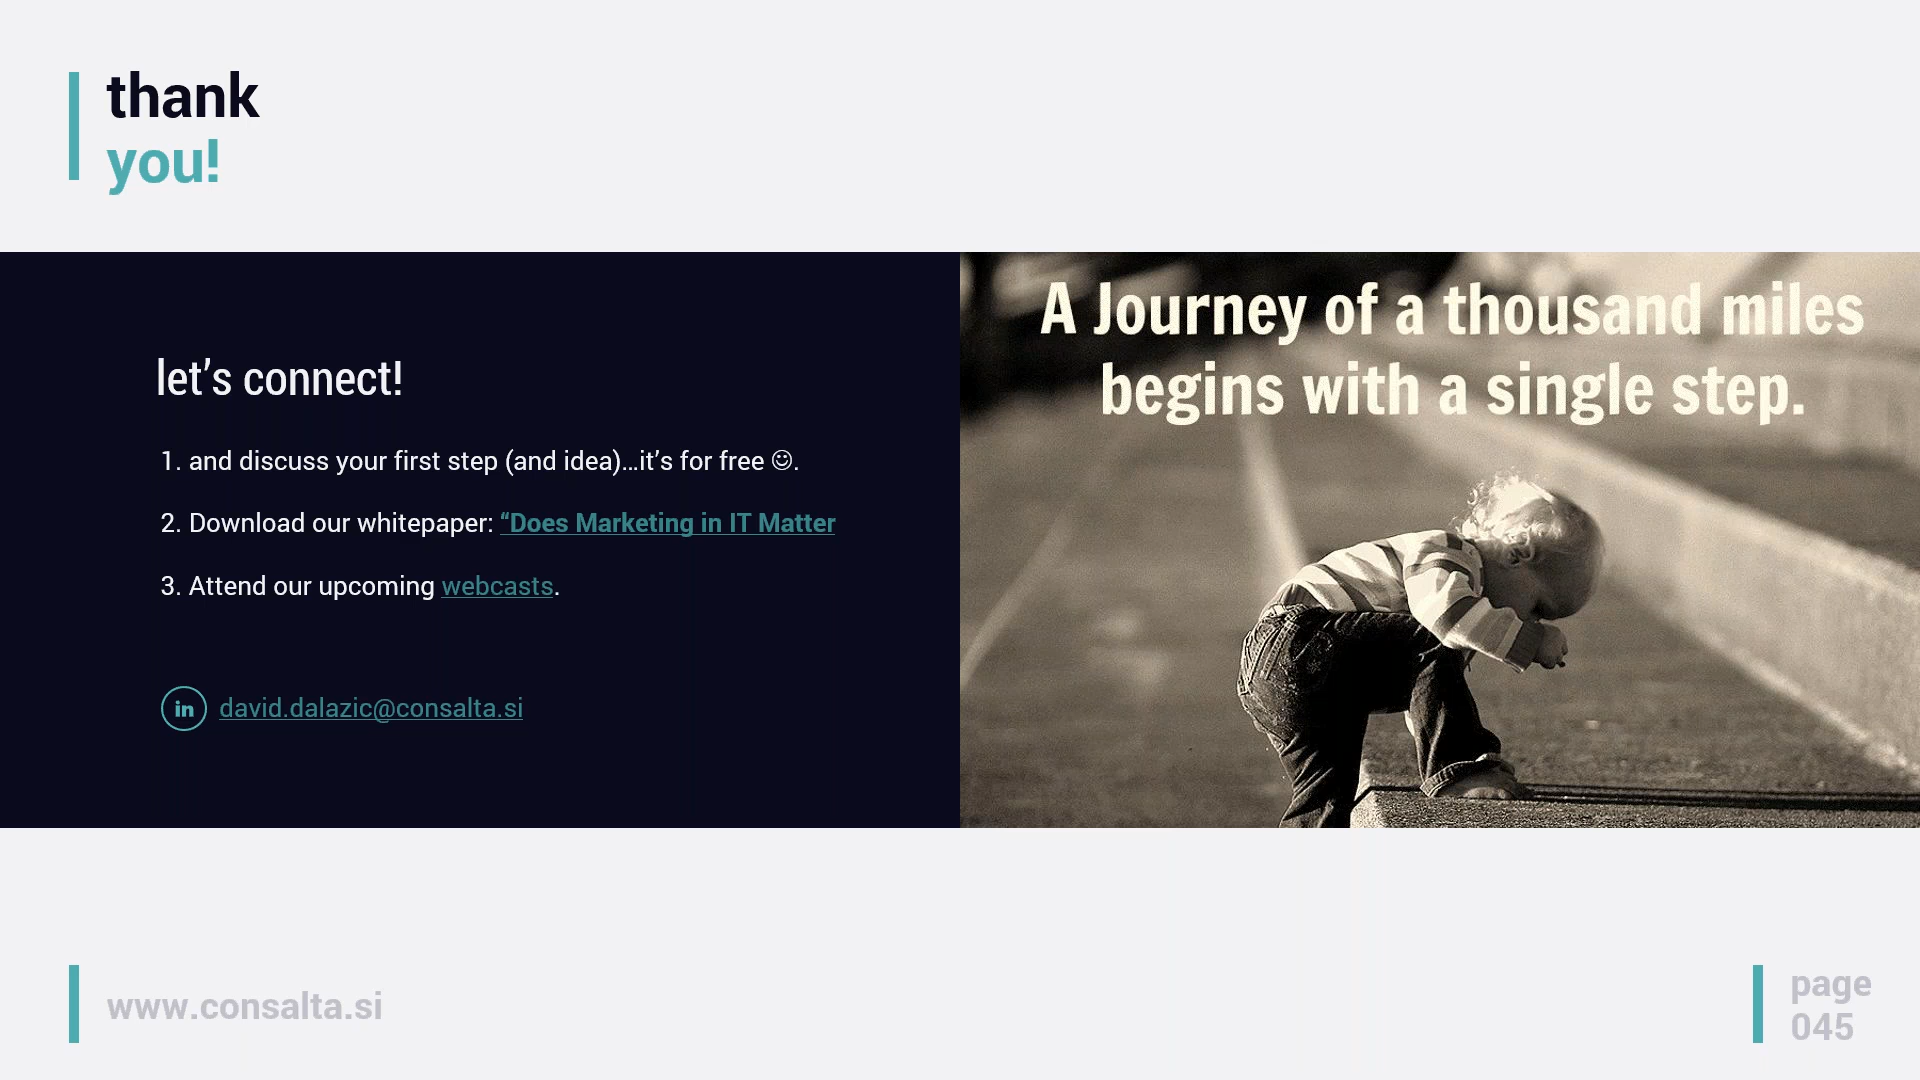 thank
you!
let’s connect!
1. and discuss your first step (and idea)…it’s for free ☺.
2. Download our whitepaper: “Does Marketing in IT Matter
3. Attend our upcoming webcasts.
in david.dalazic@consalta.si
A Journey of a thousand miles
begins with a single step.
www.consalta.si
page
045